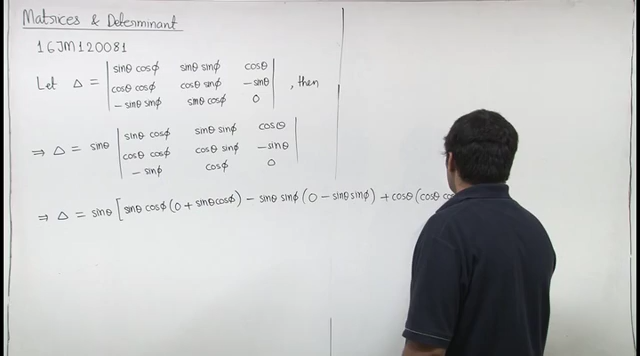 Matrices & Determinant
16JM120081
Let Δ = | sinθ cosϕ sinθ sinϕ cosθ |
| cosθ cosϕ cosθ sinϕ -sinθ | , then
| -sinθ sinϕ sinθ cosϕ 0 |
⇒ Δ = sinθ | sinθ cosϕ sinθ sinϕ cosθ |
| cosθ cosϕ cosθ sinϕ -sinθ |
| -sinϕ cosϕ 0 |
⇒ Δ = sinθ [ sinθ cosϕ (0 + sinθ cosϕ) - sinθ sinϕ (0 - sinθ sinϕ) + cosθ (cosθ